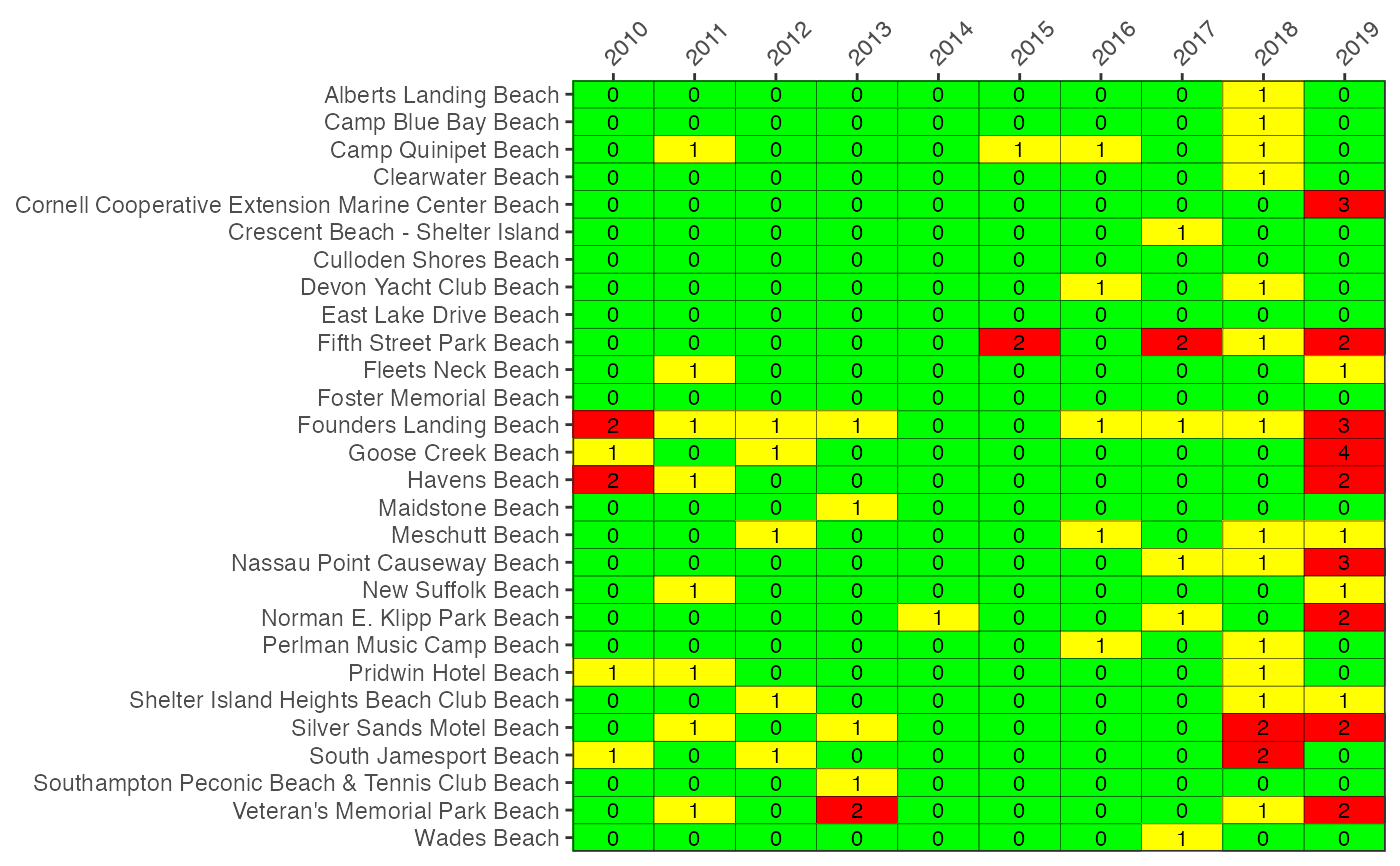 2010 2011 2012 2013 2014 2015 2016 2017 2018 2019
Alberts Landing Beach 0 0 0 0 0 0 0 0 1 0
Camp Blue Bay Beach 0 0 0 0 0 0 0 0 1 0
Camp Quinipet Beach 0 1 0 0 0 1 1 0 1 0
Clearwater Beach 0 0 0 0 0 0 0 0 1 0
Cornell Cooperative Extension Marine Center Beach 0 0 0 0 0 0 0 0 0 3
Crescent Beach - Shelter Island 0 0 0 0 0 0 0 1 0 0
Culloden Shores Beach 0 0 0 0 0 0 0 0 0 0
Devon Yacht Club Beach 0 0 0 0 0 0 1 0 1 0
East Lake Drive Beach 0 0 0 0 0 0 0 0 0 0
Fifth Street Park Beach 0 0 0 0 0 2 0 2 1 2
Fleets Neck Beach 0 1 0 0 0 0 0 0 0 1
Foster Memorial Beach 0 0 0 0 0 0 0 0 0 0
Founders Landing Beach 2 1 1 1 0 0 1 1 1 3
Goose Creek Beach 1 0 1 0 0 0 0 0 0 4
Havens Beach 2 1 0 0 0 0 0 0 0 2
Maidstone Beach 0 0 0 1 0 0 0 0 0 0
Meschutt Beach 0 0 1 0 0 0 1 0 1 1
Nassau Point Causeway Beach 0 0 0 0 0 0 0 1 1 3
New Suffolk Beach 0 1 0 0 0 0 0 0 0 1
Norman E. Klipp Park Beach 0 0 0 0 1 0 0 1 0 2
Perlman Music Camp Beach 0 0 0 0 0 0 1 0 1 0
Pridwin Hotel Beach 1 1 0 0 0 0 0 0 1 0
Shelter Island Heights Beach Club Beach 0 0 1 0 0 0 0 0 1 1
Silver Sands Motel Beach 0 1 0 1 0 0 0 0 2 2
South Jamesport Beach 1 0 1 0 0 0 0 0 2 0
Southampton Peconic Beach & Tennis Club Beach 0 0 0 1 0 0 0 0 0 0
Veteran's Memorial Park Beach 0 1 0 2 0 0 0 0 1 2
Wades Beach 0 0 0 0 0 0 0 1 0 0